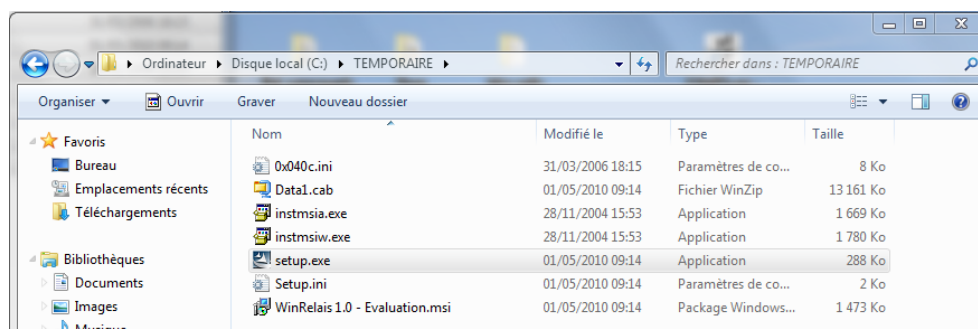 Ordinateur Disque local (C:) TEMPORAIRE Rechercher dans : TEMPORAIRE
Organiser Ouvrir Graver Nouveau dossier
Nom Modifié le Type Taille
Favoris
Bureau 0x040c.ini 31/03/2006 18:15 Paramètres de co... 8 Ko
Emplacements récents Data1.cab 01/05/2010 09:14 Fichier WinZip 13 161 Ko
Téléchargements instmsia.exe 28/11/2004 15:53 Application 1 669 Ko
instmsiw.exe 28/11/2004 15:53 Application 1 780 Ko
Bibliothèques setup.exe 01/05/2010 09:14 Application 288 Ko
Documents Setup.ini 01/05/2010 09:14 Paramètres de co... 2 Ko
Images WinRelais 1.0 - Evaluation.msi 01/05/2010 09:14 Package Windows... 1 473 Ko
Musique